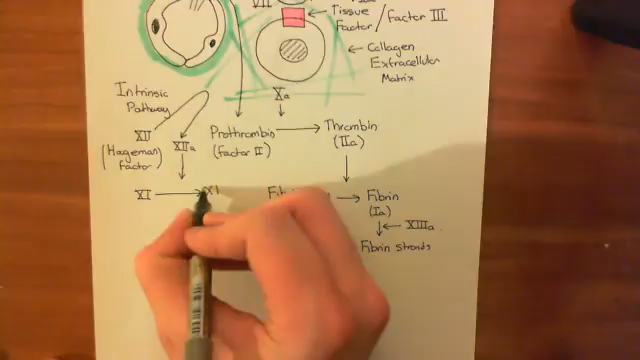 VII
Tissue
Factor / Factor III
Collagen
Extracellular
Matrix
Intrinsic
Pathway
Xa
XII
(Hageman
Factor)
XIIa
Prothrombin
(factor II)
Thrombin
(IIa)
XI
XI
Fibrin
(Ia)
XIIIa
Fibrin strands